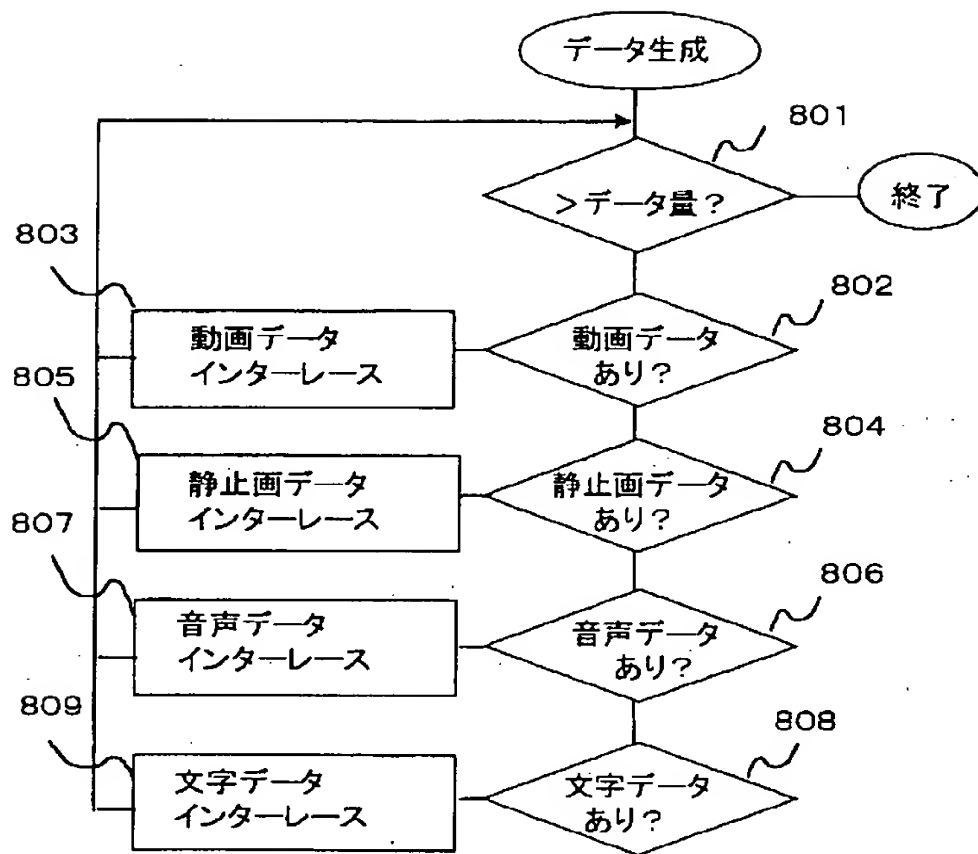 データ生成
801
>データ量?
終了
803
802
動画データ
インターレース
動画データ
あり?
805
804
静止画データ
インターレース
静止画データ
あり?
807
806
音声データ
インターレース
音声データ
あり?
809
808
文字データ
インターレース
文字データ
あり?